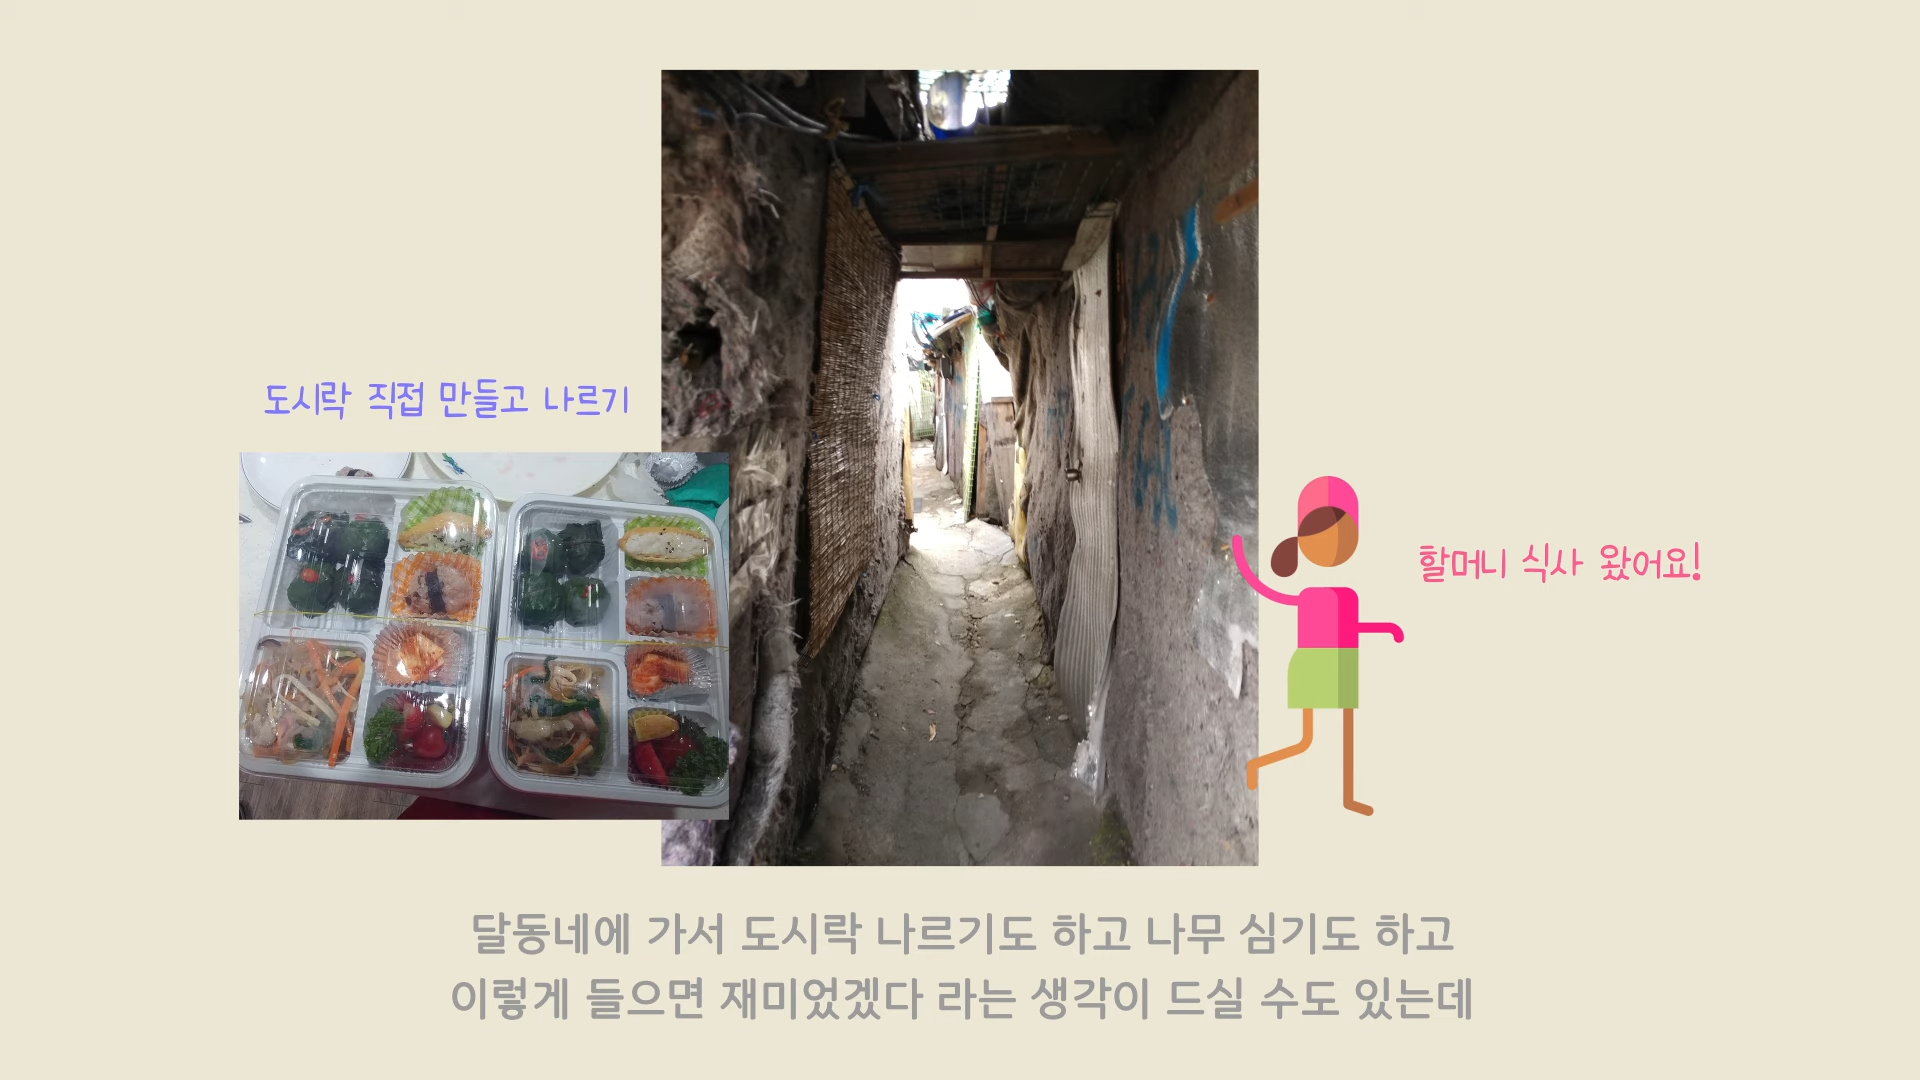 도시락 직접 만들고 나르기
할머니 식사 왔어요!
달동네에 가서 도시락 나르기도 하고 나무 심기도 하고
이렇게 들으면 재미었겠다 라는 생각이 드실 수도 있는데